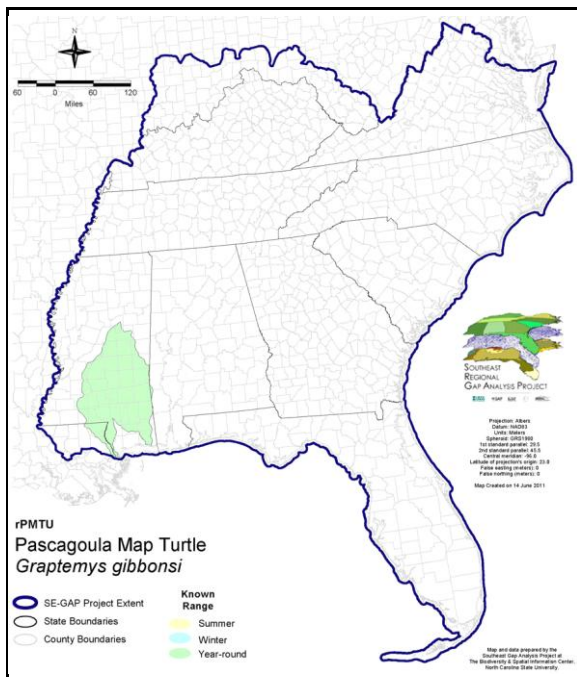 60 0 60 120
Miles
SOUTHEAST
REGIONAL
GAP ANALYSIS PROJECT
Projection: Albers
Datum: NAD83
Units: Meters
Spheroid: GRS1980
1st standard parallel: 29.5
2nd standard parallel: 45.5
Central meridian: -96.0
Latitude of projection's origin: 23.0
False easting (meters): 0
False northing (meters): 0
Map Created on 14 June 2011
rPMTU
Pascagoula Map Turtle
Graptemys gibbonsi
SE-GAP Project Extent
State Boundaries
County Boundaries
Known
Range
Summer
Winter
Year-round
Map and data prepared by the
Southeast Gap Analysis Project at
The Biodiversity & Spatial Information Center,
North Carolina State University.